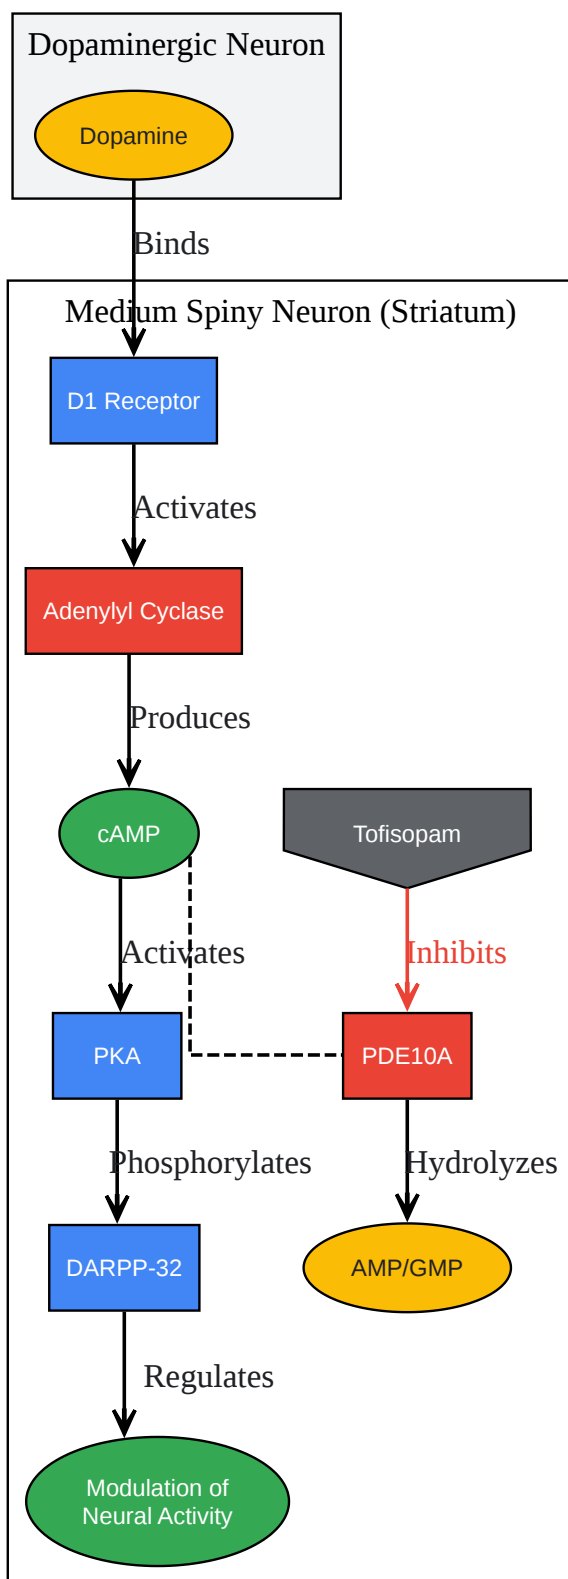 Dopaminergic Neuron
Dopamine
Binds
Medium Spiny Neuron (Striatum)
D1 Receptor
Activates
Adenylyl Cyclase
Produces
cAMP
Tofisopam
Activates
Inhibits
PKA
PDE10A
Phosphorylates
Hydrolyzes
DARPP-32
AMP/GMP
Regulates
Modulation of
Neural Activity